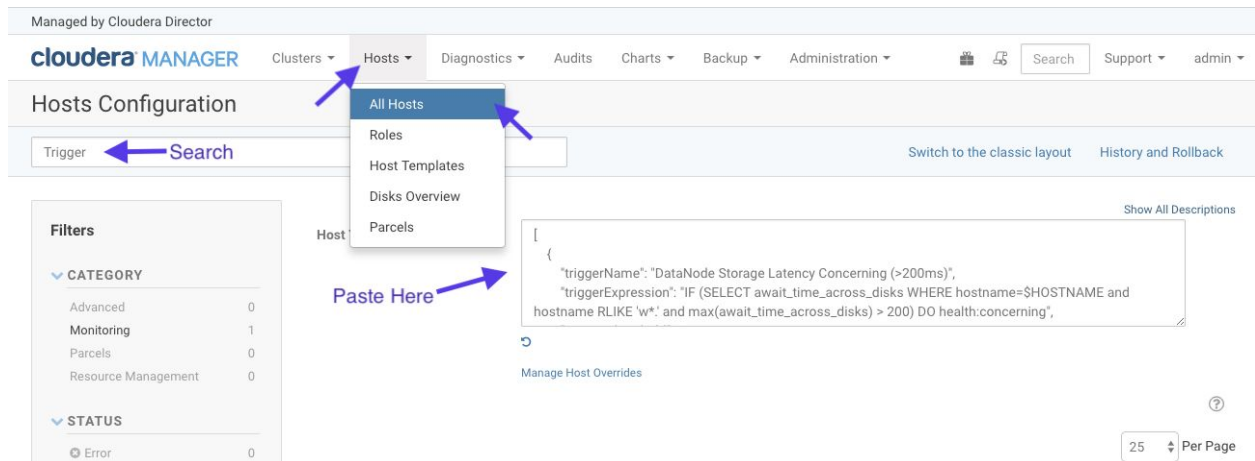 Managed by Cloudera Director
cloudera MANAGER Clusters Hosts Diagnostics Audits Charts Backup Administration Search Support admin
Hosts Configuration
All Hosts
Roles
Host Templates
Disks Overview
Parcels
Trigger Search
Switch to the classic layout History and Rollback
Show All Descriptions
Filters
CATEGORY
Advanced 0
Monitoring 1
Parcels 0
Resource Management 0
STATUS
Error 0
Host
Paste Here
[
{
"triggerName": "DataNode Storage Latency Concerning (>200ms)",
"triggerExpression": "IF (SELECT await_time_across_disks WHERE hostname=$HOSTNAME and
hostname RLIKE 'w*.' and max(await_time_across_disks) > 200) DO health:concerning",
Manage Host Overrides
?
25 Per Page